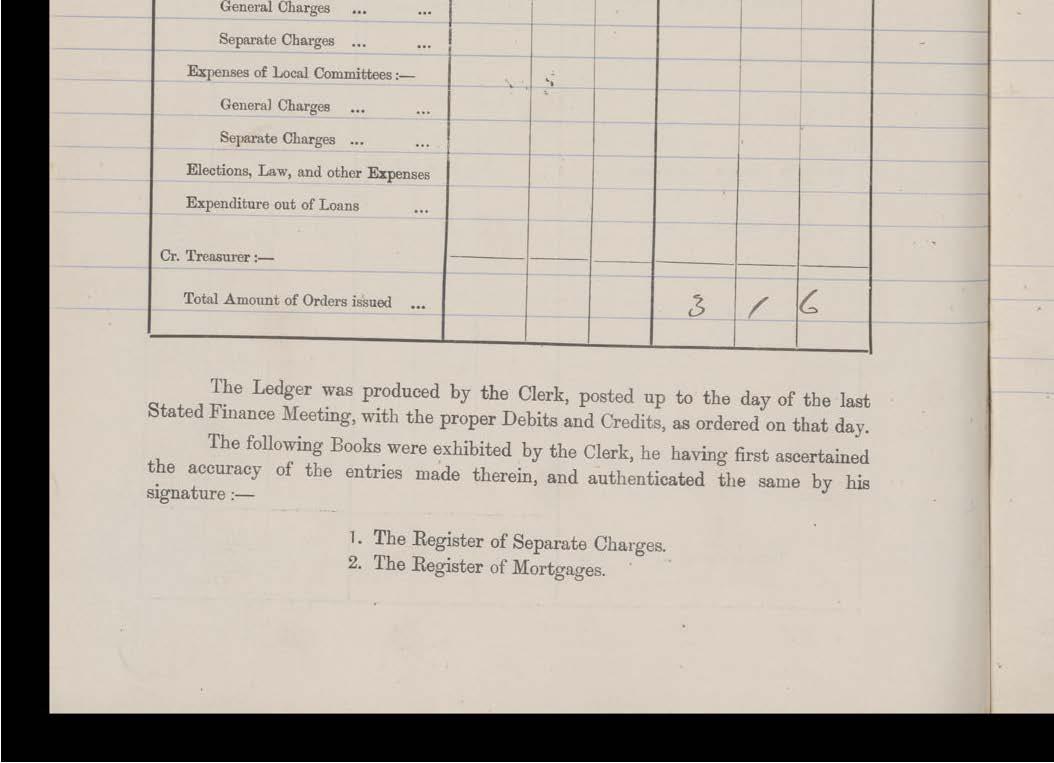 General Charges ... ...
Separate Charges ... ...
Expenses of Local Committees :—
General Charges ... ...
Separate Charges ... ...
Elections, Law, and other Expenses
Expenditure out of Loans ...
Cr. Treasurer :—
Total Amount of Orders issued ... 3 1 6
The Ledger was produced by the Clerk, posted up to the day of the last
Stated Finance Meeting, with the proper Debits and Credits, as ordered on that day.
The following Books were exhibited by the Clerk, he having first ascertained
the accuracy of the entries made therein, and authenticated the same by his
signature :—
1. The Register of Separate Charges.
2. The Register of Mortgages.